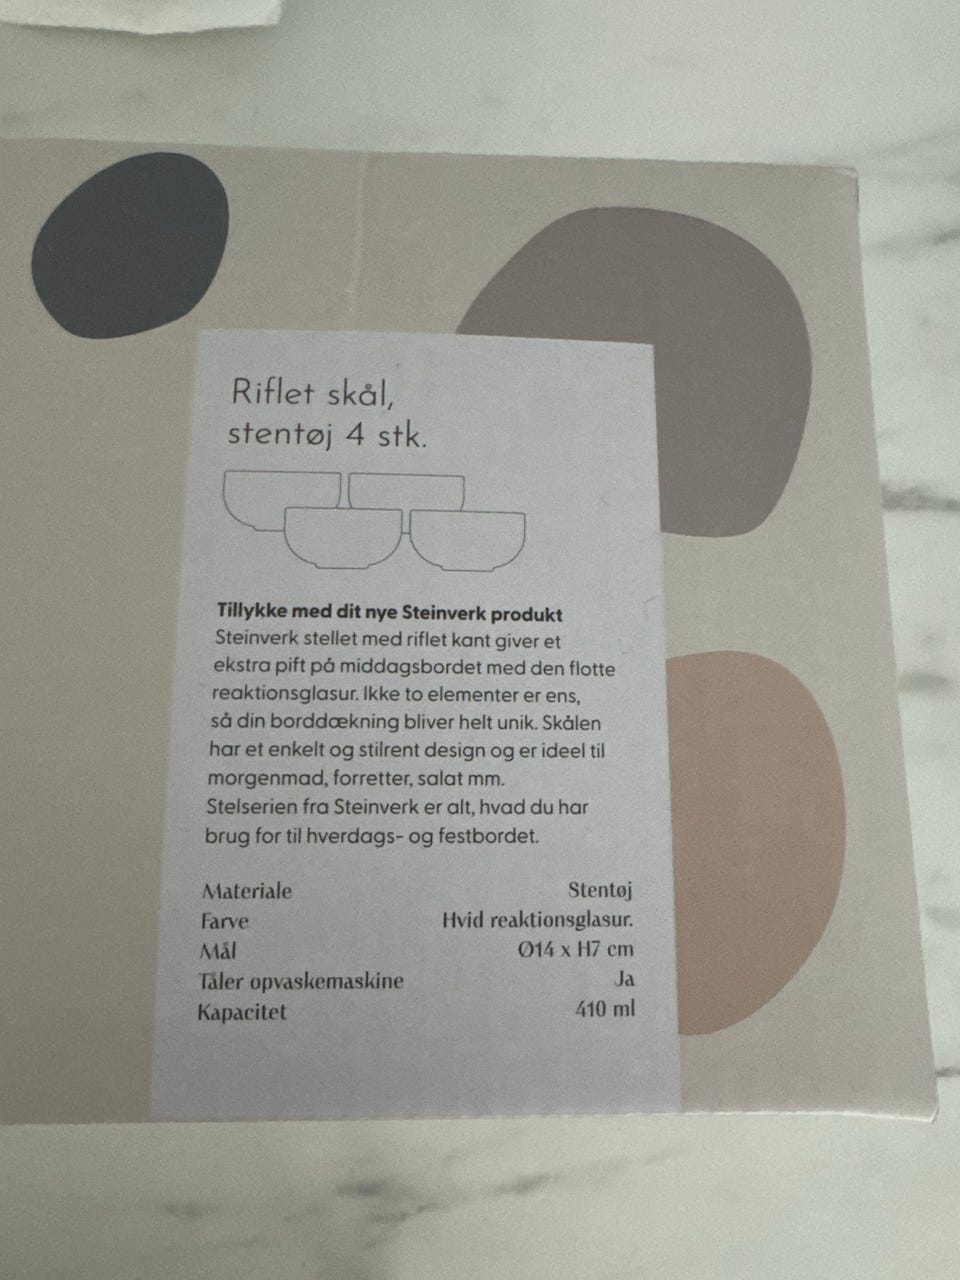 Riflet skål,
stentøj 4 stk.
Tillykke med dit nye Steinverk produkt
Steinverk stellet med riflet kant giver et
ekstra pift på middagsbordet med den flotte
reaktionsglasur. Ikke to elementer er ens,
så din borddækning bliver helt unik. Skålen
har et enkelt og stilrent design og er ideel til
morgenmad, forretter, salat mm.
Stelserien fra Steinverk er alt, hvad du har
brug for til hverdags- og festbordet.
Materiale Stentøj
Farve Hvid reaktionsglasur.
Mål Ø14 x H7 cm
Tåler opvaskemaskine Ja
Kapacitet 410 ml